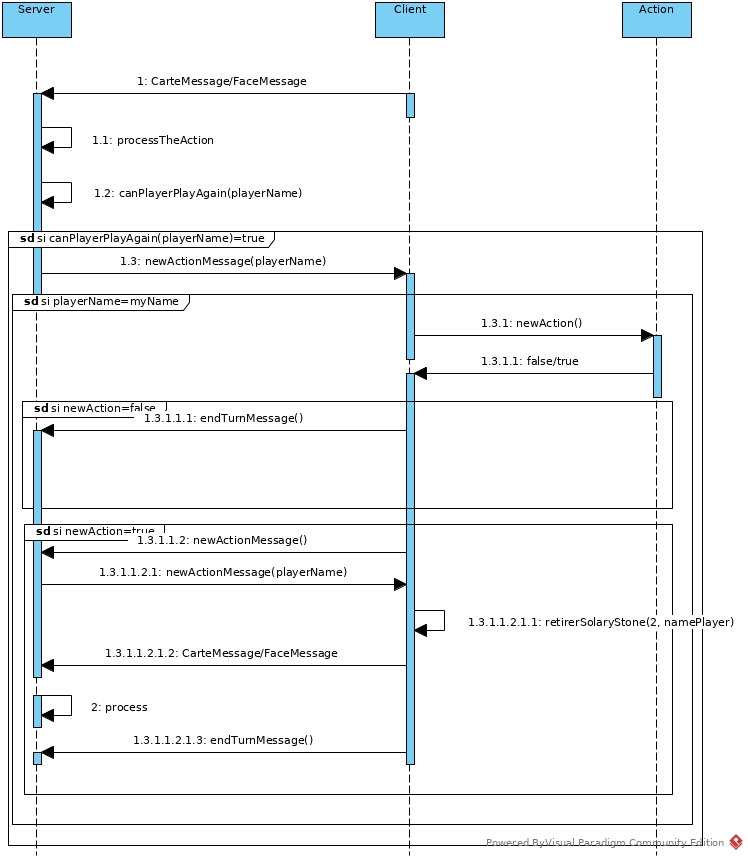 Server
Client
Action
1: CarteMessage/FaceMessage
1.1: processTheAction
1.2: canPlayerPlayAgain(playerName)
sd si canPlayerPlayAgain(playerName)=true
1.3: newActionMessage(playerName)
sd si playerName=myName
1.3.1: newAction()
1.3.1.1: false/true
sd si newAction=false
1.3.1.1.1: endTurnMessage()
sd si newAction=true
1.3.1.1.2: newActionMessage()
1.3.1.1.2.1: newActionMessage(playerName)
1.3.1.1.2.1.1: retirerSolaryStone(2, namePlayer)
1.3.1.1.2.1.2: CarteMessage/FaceMessage
2: process
1.3.1.1.2.1.3: endTurnMessage()
Powered ByVisual Paradigm Community Edition